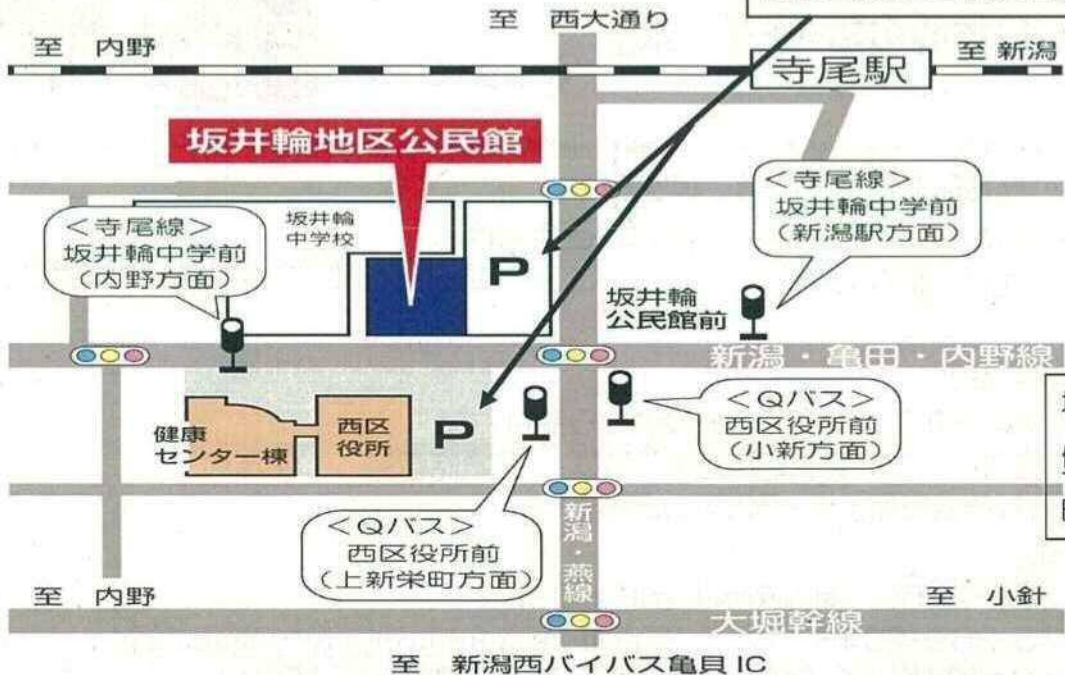 至 西大通り
至 内野
寺尾駅
至 新潟
坂井輪地区公民館
＜寺尾線＞
坂井輪中学前
（新潟駅方面）
＜寺尾線＞
坂井輪中学前
（内野方面）
坂井輪
中学校
P
坂井輪
公民館前
新潟・亀田・内野線
健康
センター棟
西区
役所
P
＜Qバス＞
西区役所前
（小新方面）
＜Qバス＞
西区役所前
（上新栄町方面）
新潟・燕線
至 内野
至 小針
大堀幹線
至 新潟西バイパス亀貝 IC